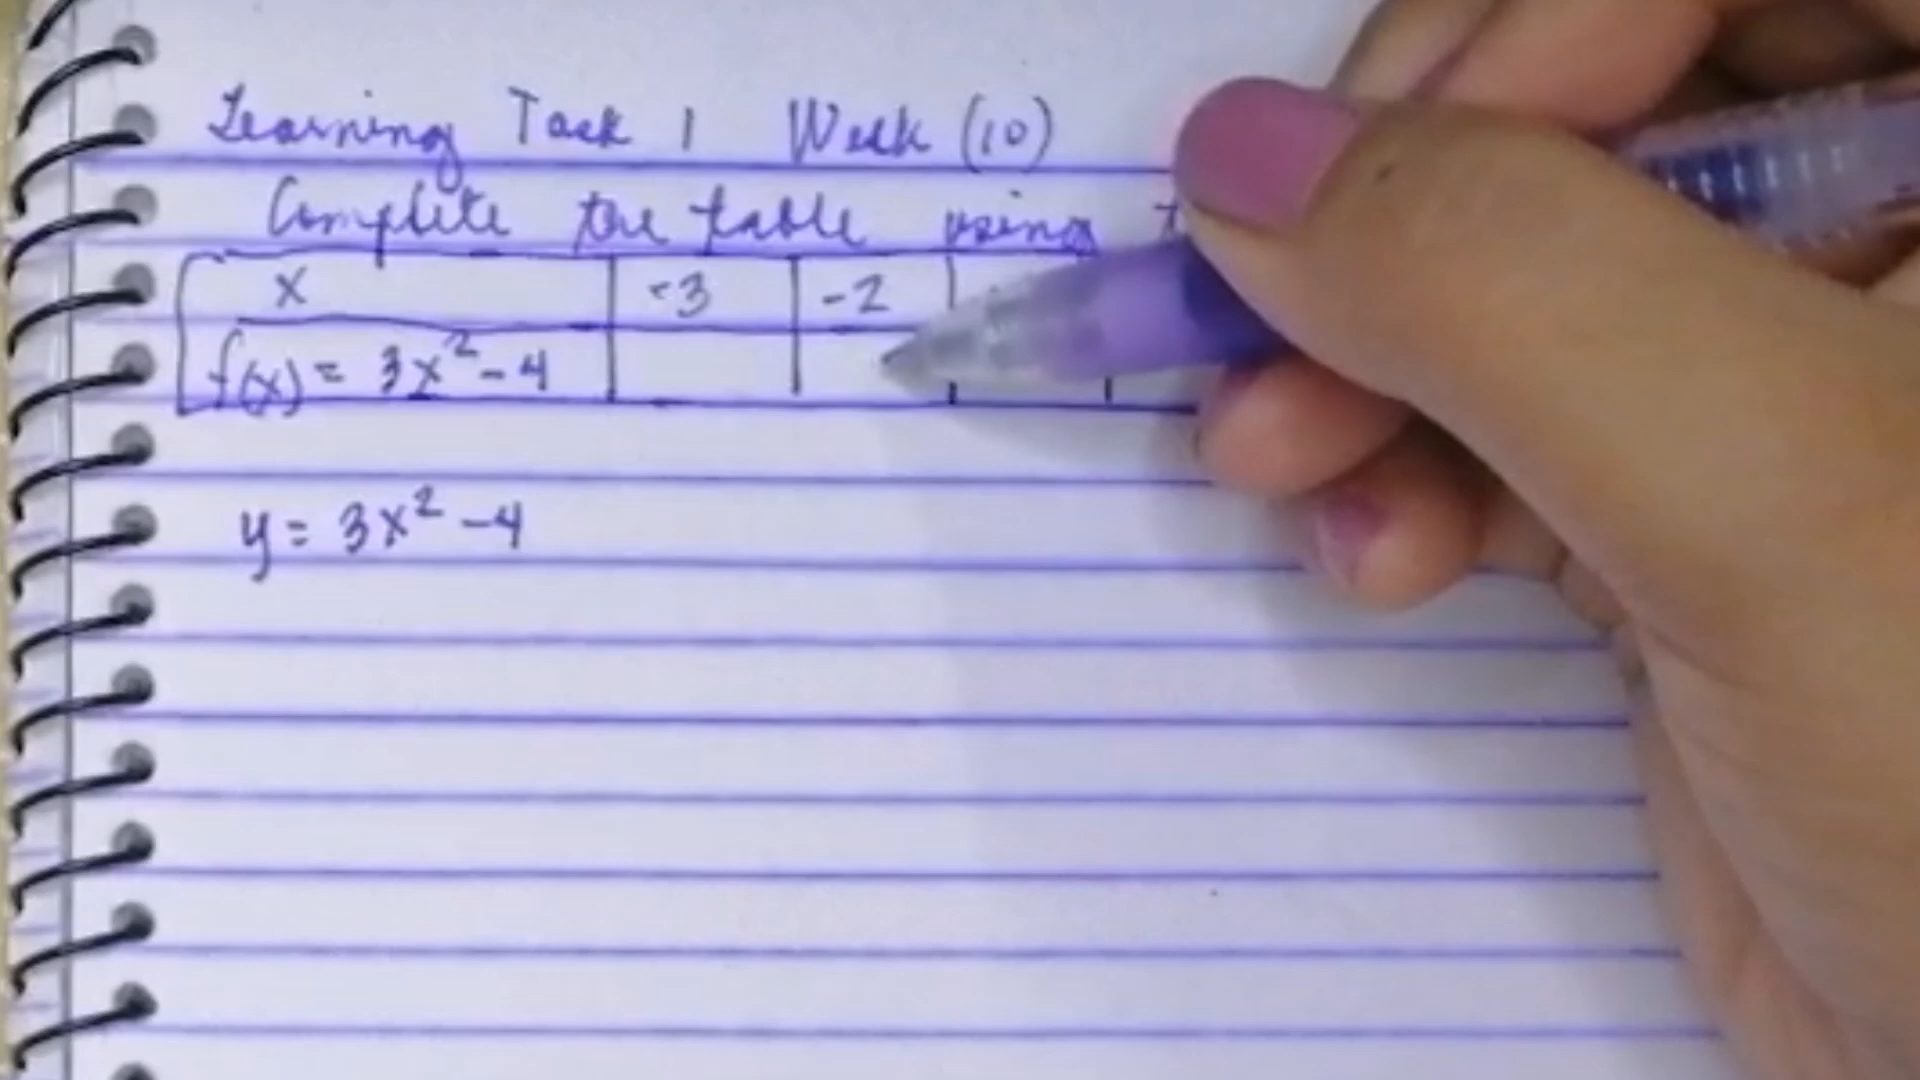 Learning Task 1 Week (10)
Complete the table using
x -3 -2
f(x) = 3x² - 4
y = 3x² - 4